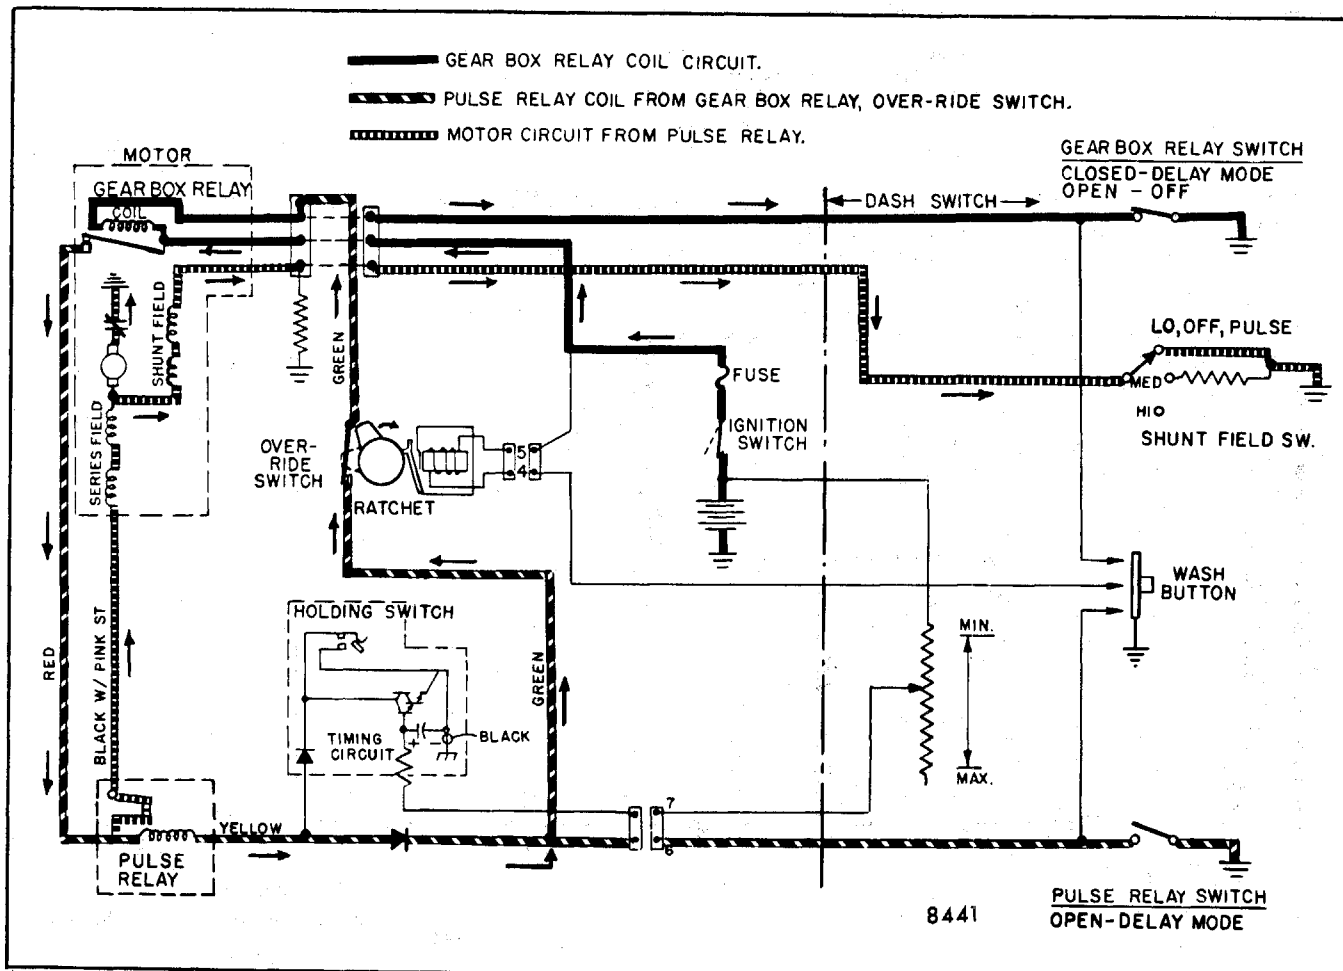 GEAR BOX RELAY COIL CIRCUIT.
PULSE RELAY COIL FROM GEAR BOX RELAY, OVER-RIDE SWITCH.
MOTOR CIRCUIT FROM PULSE RELAY.
MOTOR
GEAR BOX RELAY
COIL
GEAR BOX RELAY SWITCH
CLOSED-DELAY MODE
OPEN - OFF
DASH SWITCH
SHUNT FIELD
SERIES FIELD
GREEN
LO, OFF, PULSE
MED
HI
SHUNT FIELD SW.
FUSE
IGNITION
SWITCH
OVER-
RIDE
SWITCH
RATCHET
5
4
WASH
BUTTON
HOLDING SWITCH
TIMING
CIRCUIT
+
-
BLACK
GREEN
RED
BLACK W/ PINK ST
MIN.
MAX.
7
6
YELLOW
PULSE
RELAY
PULSE RELAY SWITCH
OPEN-DELAY MODE
8441